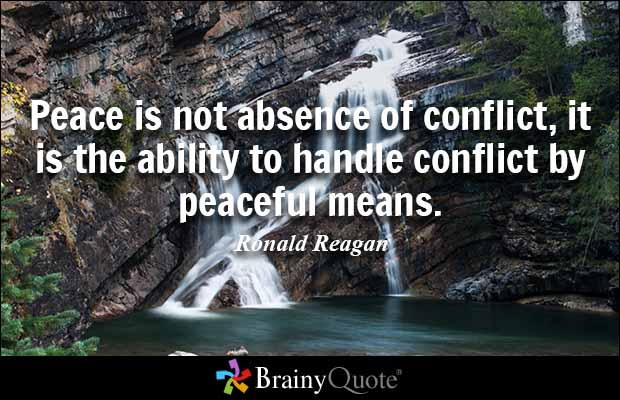 Peace is not absence of conflict, it
is the ability to handle conflict by
peaceful means.
Ronald Reagan
BrainyQuote®